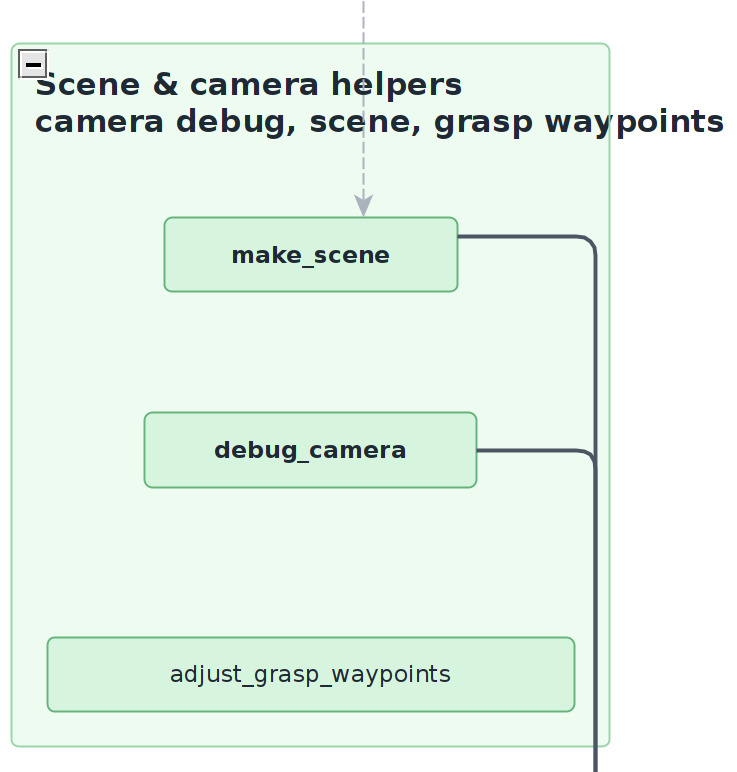 Scene & camera helpers
camera debug, scene, grasp waypoints
make_scene
debug_camera
adjust_grasp_waypoints